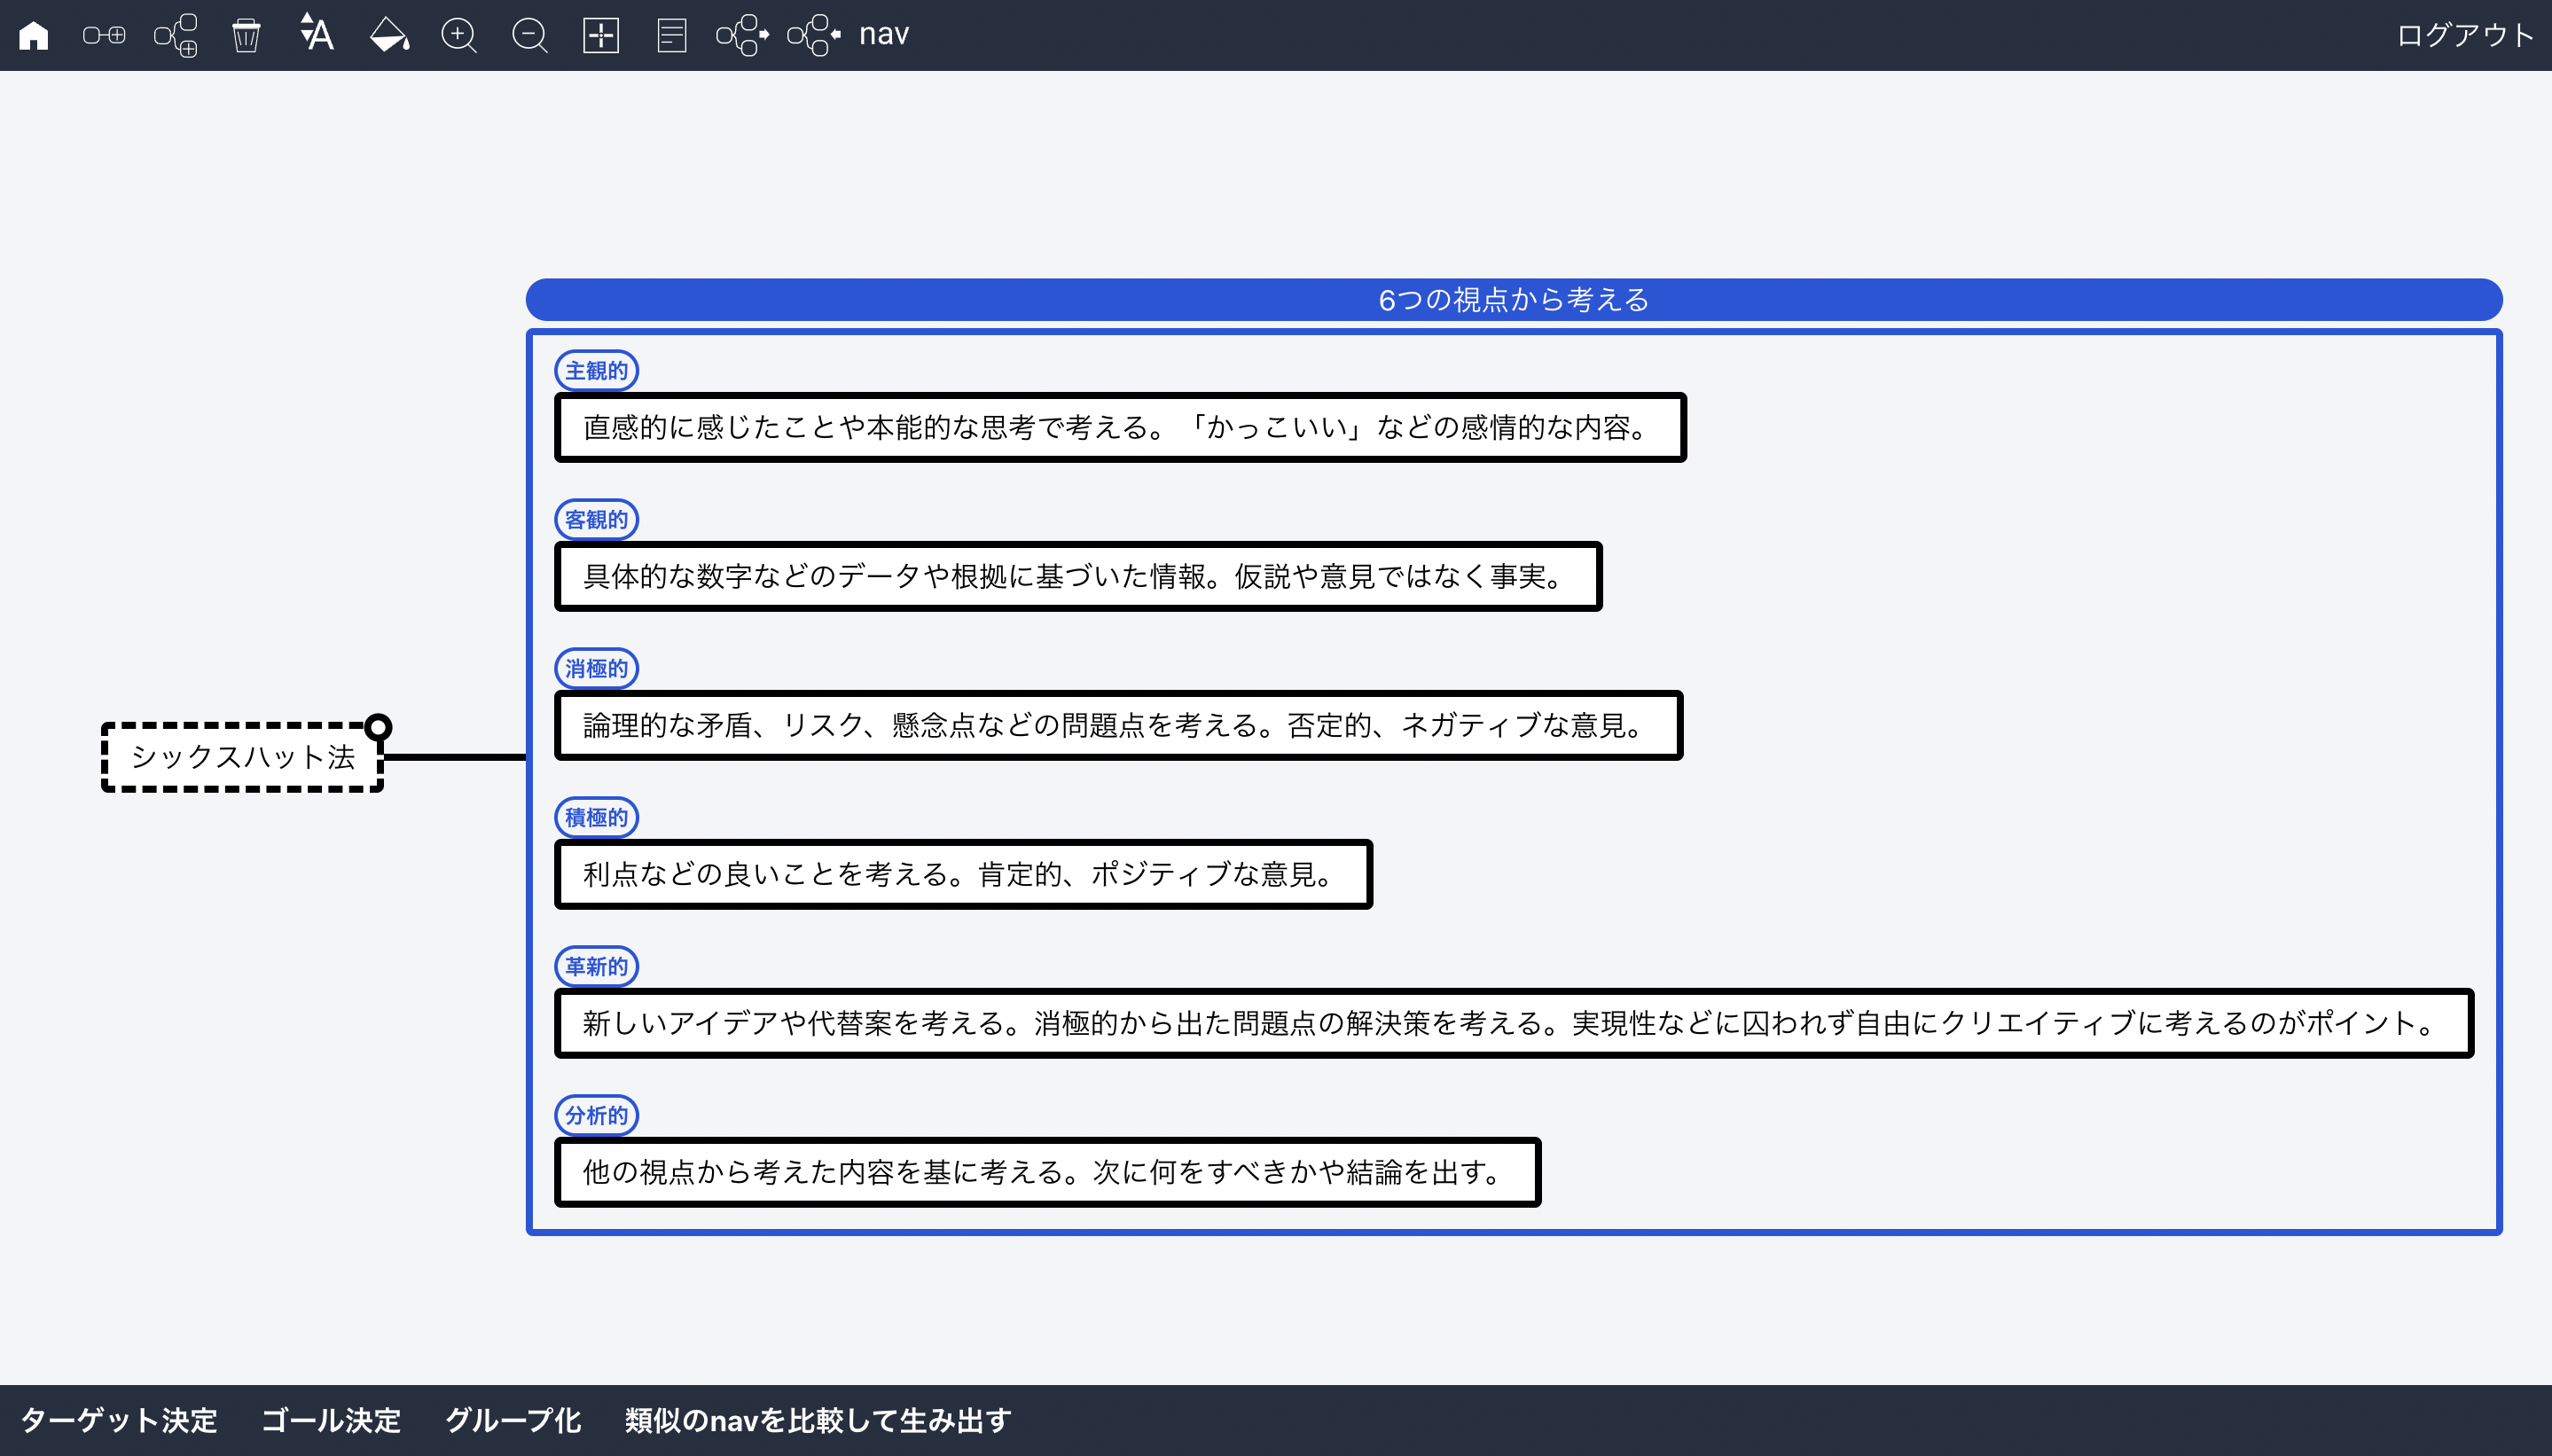 nav
ログアウト
6つの視点から考える
主観的
直感的に感じたことや本能的な思考で考える。「かっこいい」などの感情的な内容。
客観的
具体的な数字などのデータや根拠に基づいた情報。仮説や意見ではなく事実。
消極的
論理的な矛盾、リスク、懸念点などの問題点を考える。否定的、ネガティブな意見。
シックスハット法
積極的
利点などの良いことを考える。肯定的、ポジティブな意見。
革新的
新しいアイデアや代替案を考える。消極的から出た問題点の解決策を考える。実現性などに囚われず自由にクリエイティブに考えるのがポイント。
分析的
他の視点から考えた内容を基に考える。次に何をすべきかや結論を出す。
ターゲット決定 ゴール決定 グループ化 類似のnavを比較して生み出す